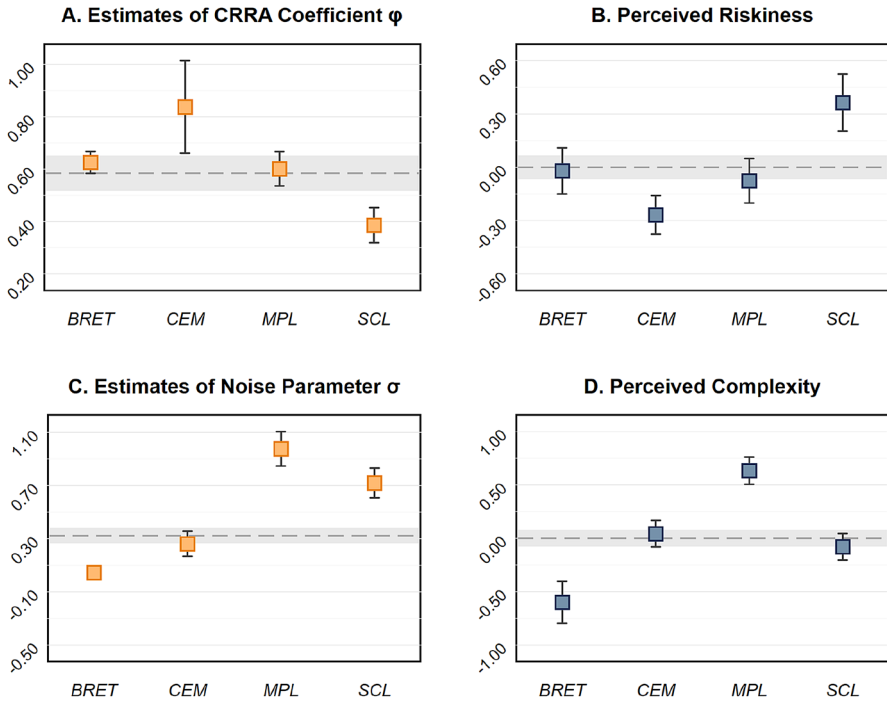 A. Estimates of CRRA Coefficient φ
1.00
0.80
0.60
0.40
0.20
BRET CEM MPL SCL
B. Perceived Riskiness
0.60
0.30
0.00
-0.30
-0.60
BRET CEM MPL SCL
C. Estimates of Noise Parameter σ
1.10
0.70
0.30
-0.10
-0.50
BRET CEM MPL SCL
D. Perceived Complexity
1.00
0.50
0.00
-0.50
-1.00
BRET CEM MPL SCL